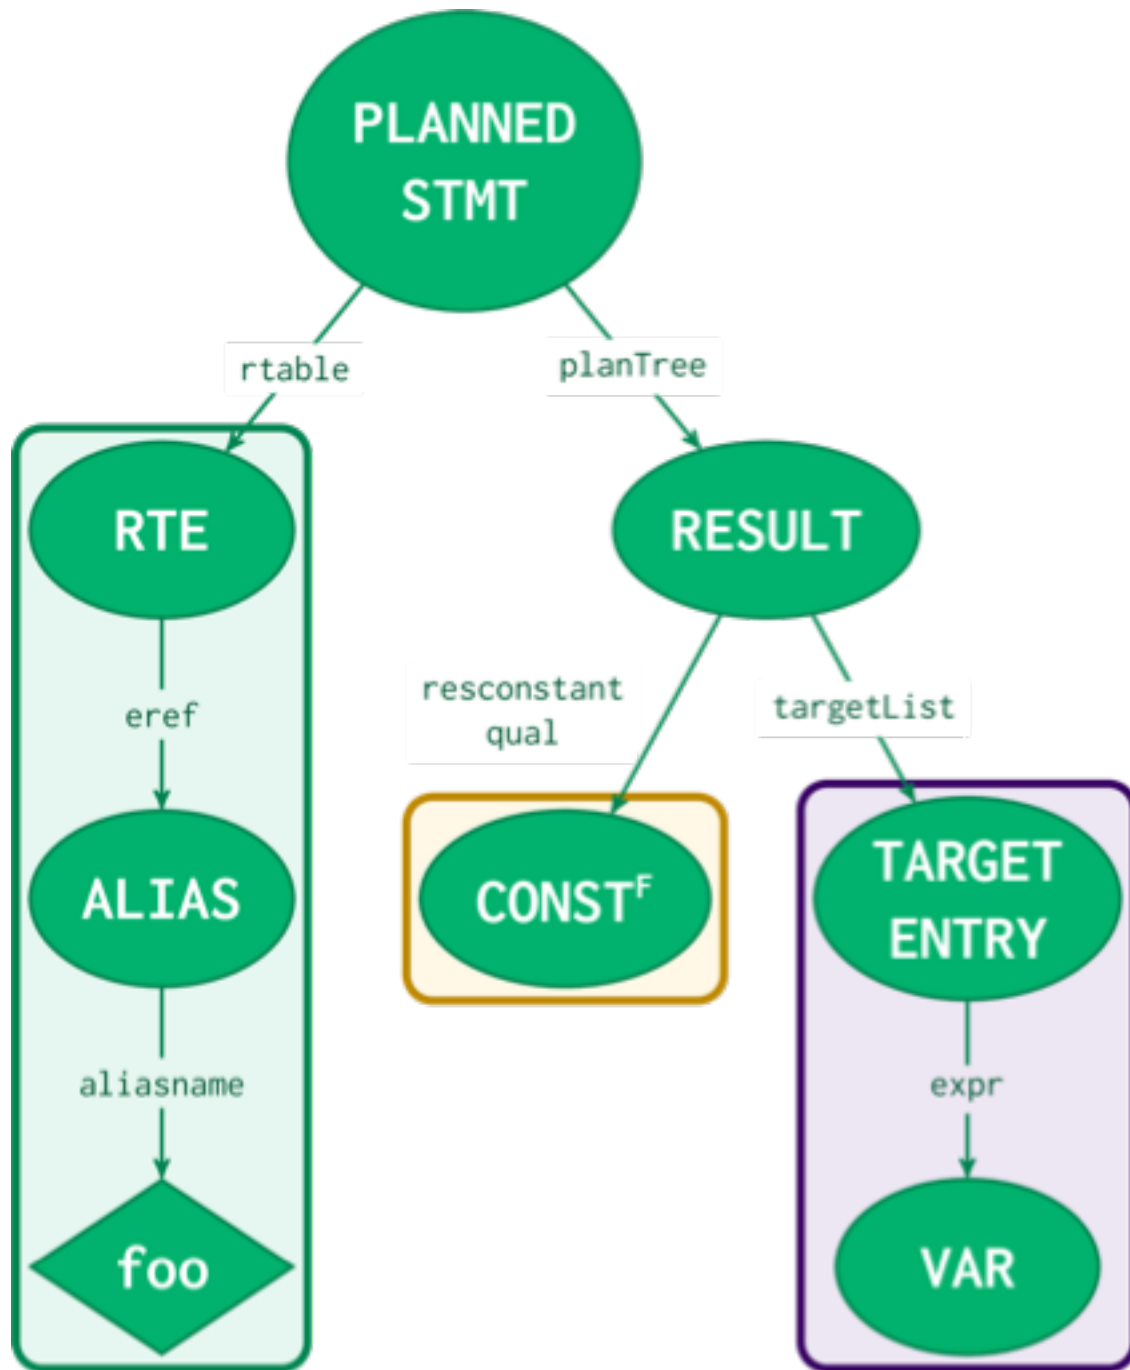 PLANNED
STMT
rtable
planTree
RTE
RESULT
eref
resconstant
qual
targetList
ALIAS
CONSTF
TARGET
ENTRY
aliasname
expr
foo
VAR